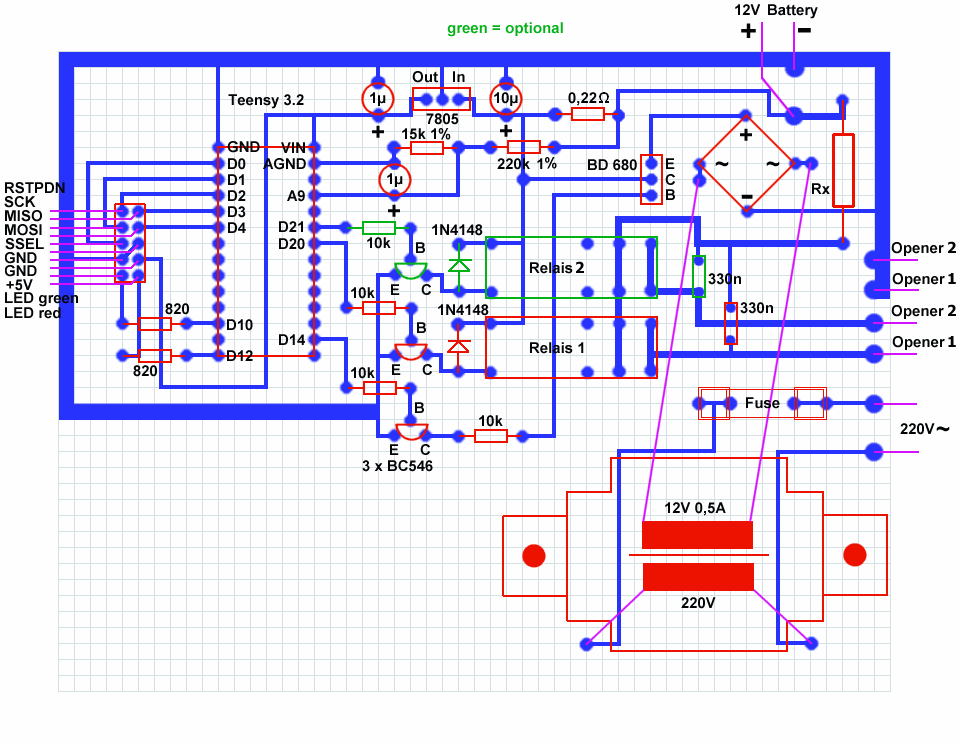 12V Battery
+ −
green = optional
Out In
Teensy 3.2
1µ
10µ
0,22Ω
7805
+
+
15k 1%
220k 1%
+
GND VIN
D0 AGND
D1
D2 A9
D3
D4 D21
D20
D10 D14
D12
1µ
+
BD 680
E
C
B
~ ~
−
Rx
RSTPDN
SCK
MISO
MOSI
SSEL
GND
GND
+5V
LED green
LED red
10k
B
E C
1N4148
Relais 2
330n
Opener 2
Opener 1
820
10k
B
E C
1N4148
Relais 1
330n
Opener 2
Opener 1
820
10k
B
E C
10k
3 x BC546
Fuse
220V~
12V 0,5A
220V